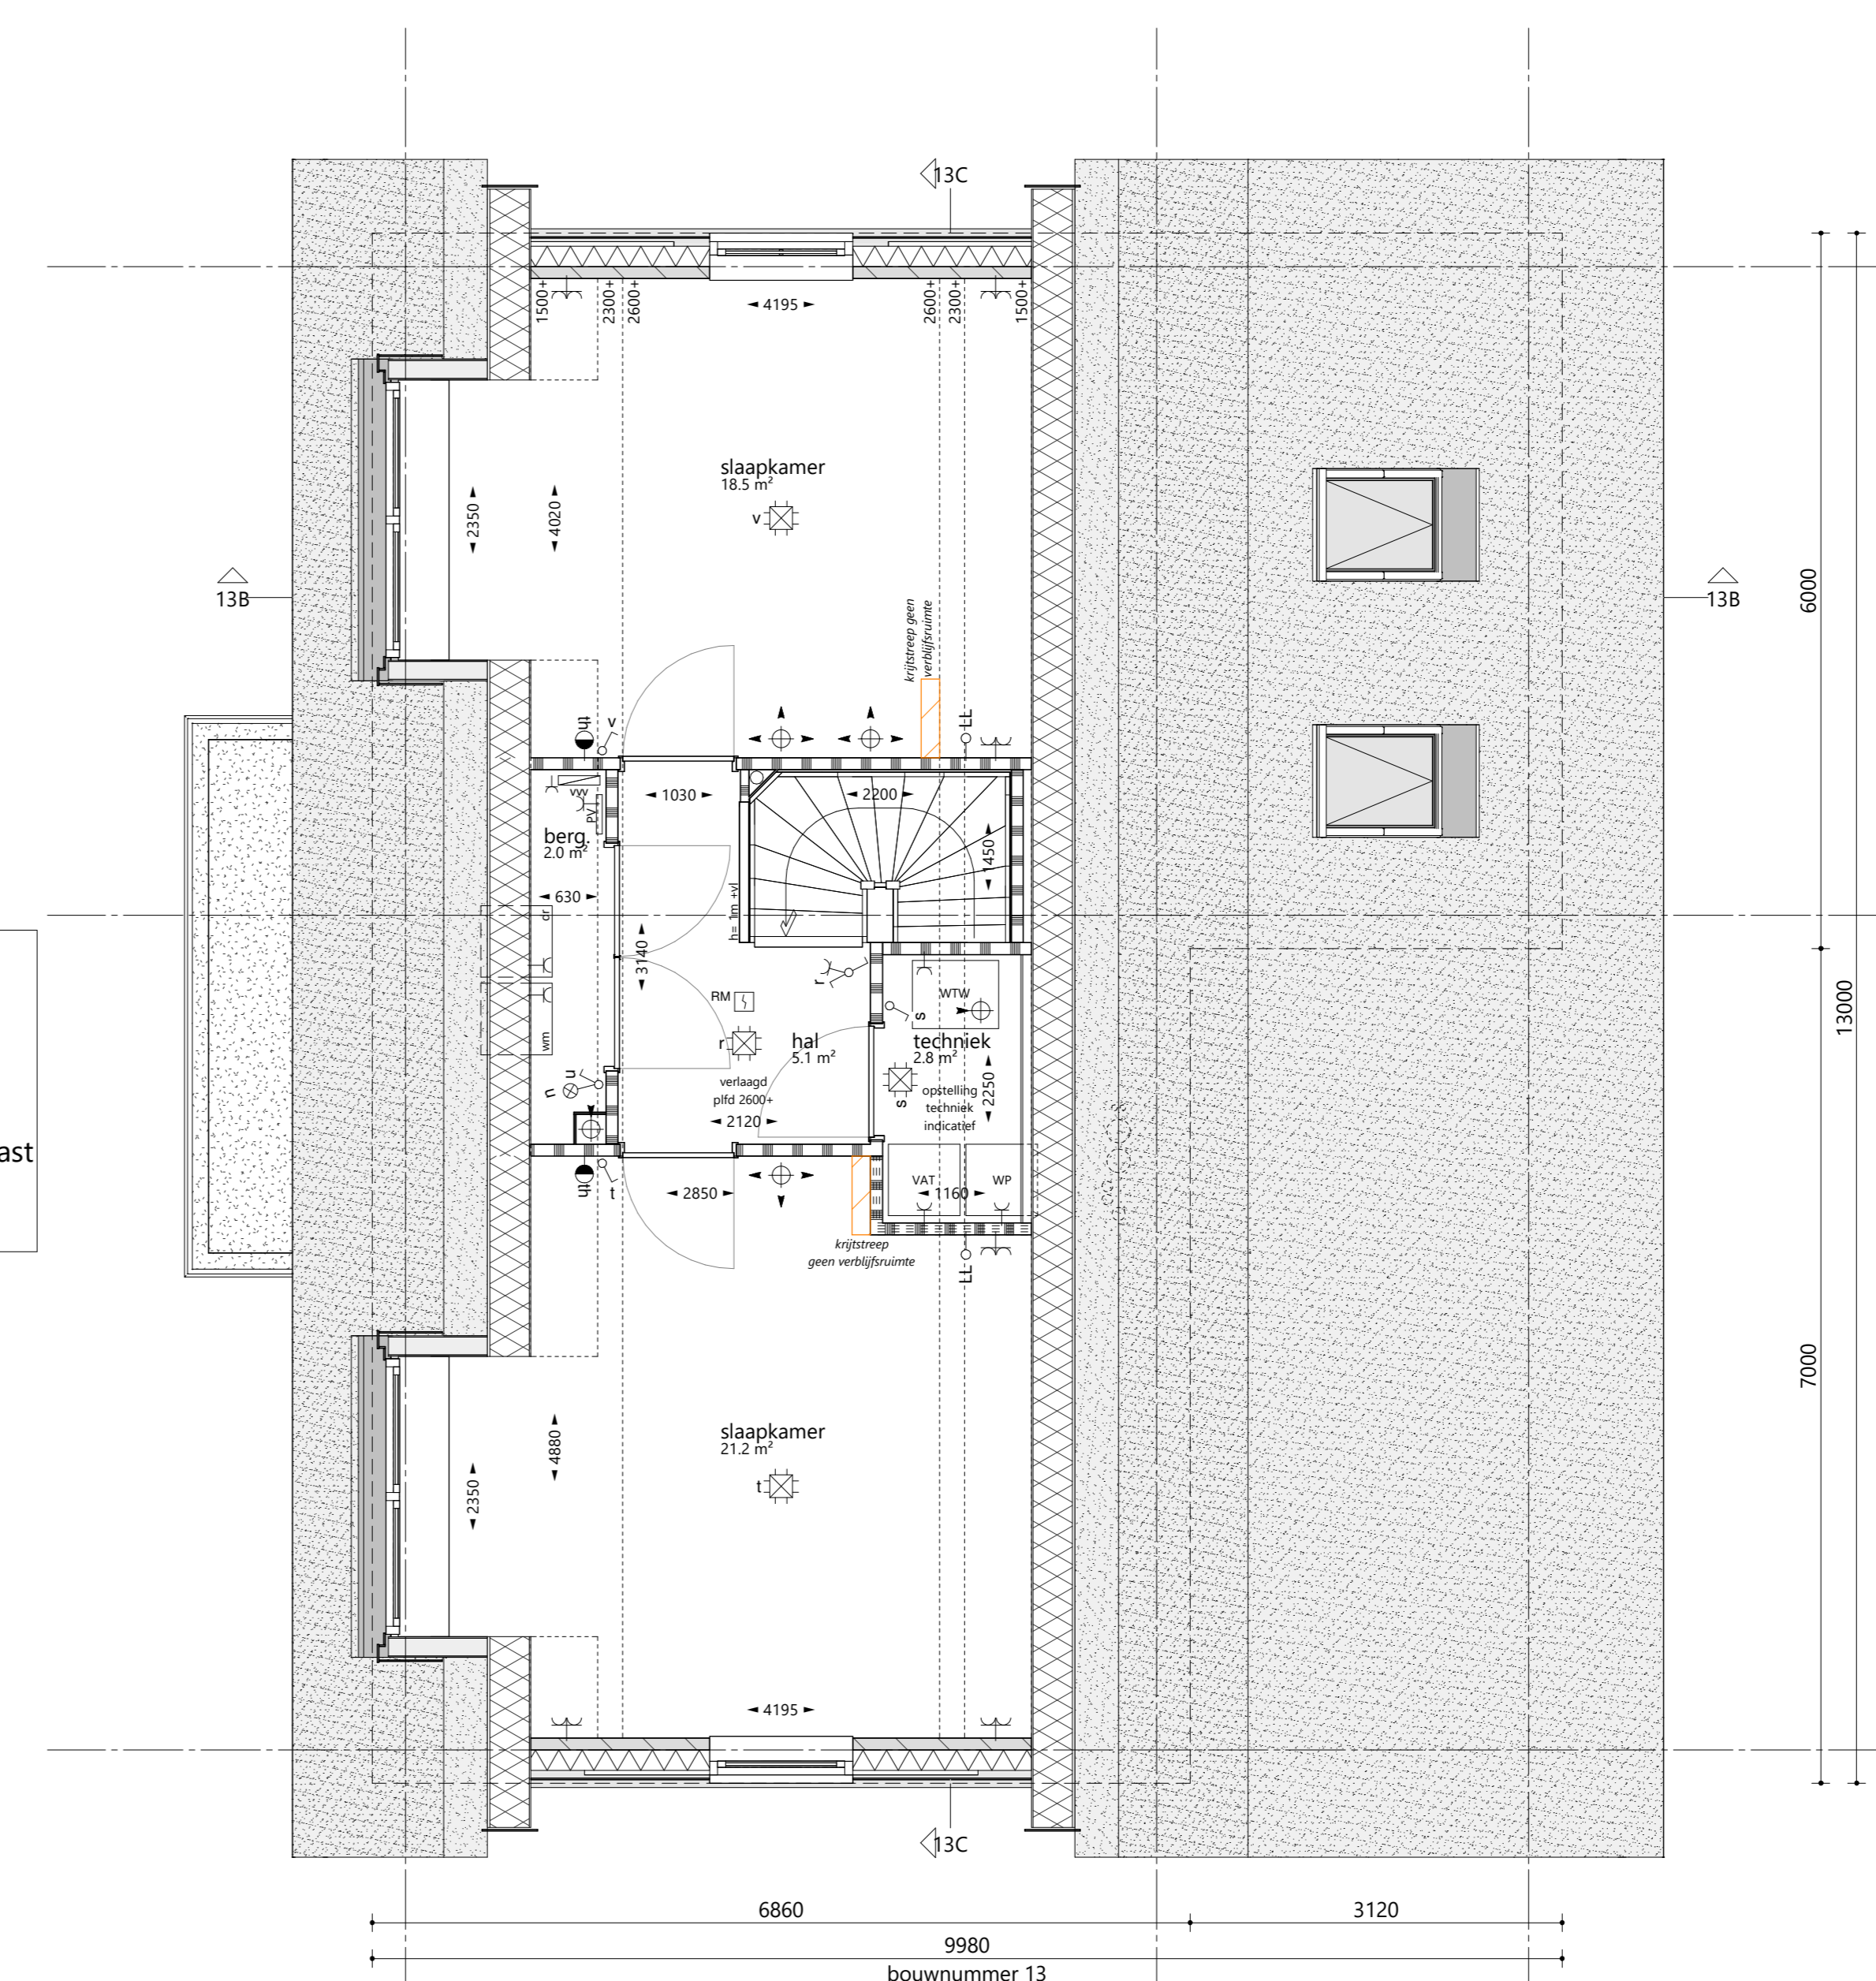 13C
1500+
2300+
2600+
4195
2600+
2300+
1500+
slaapkamer
18.5 m²
v
2350
4020
13B
13B
6000
krijtstreep geen
verblijfsruimte
th
v
LL
vvv
PV
1030
2200
berg.
2.0 m²
1450
630
dr
h= 1m +vl
3140
r
RM
WTW
s
13000
wm
r
hal
5.1 m²
techniek
2.8 m²
u
u
verlaagd
plfd 2600+
2120
s
opstelling
techniek
indicatief
2250
ast
th
t
2850
VAT
1160
WP
krijtstreep
geen verblijfsruimte
LL
7000
slaapkamer
21.2 m²
t
4880
2350
4195
13C
6860
3120
9980
bouwnummer 13